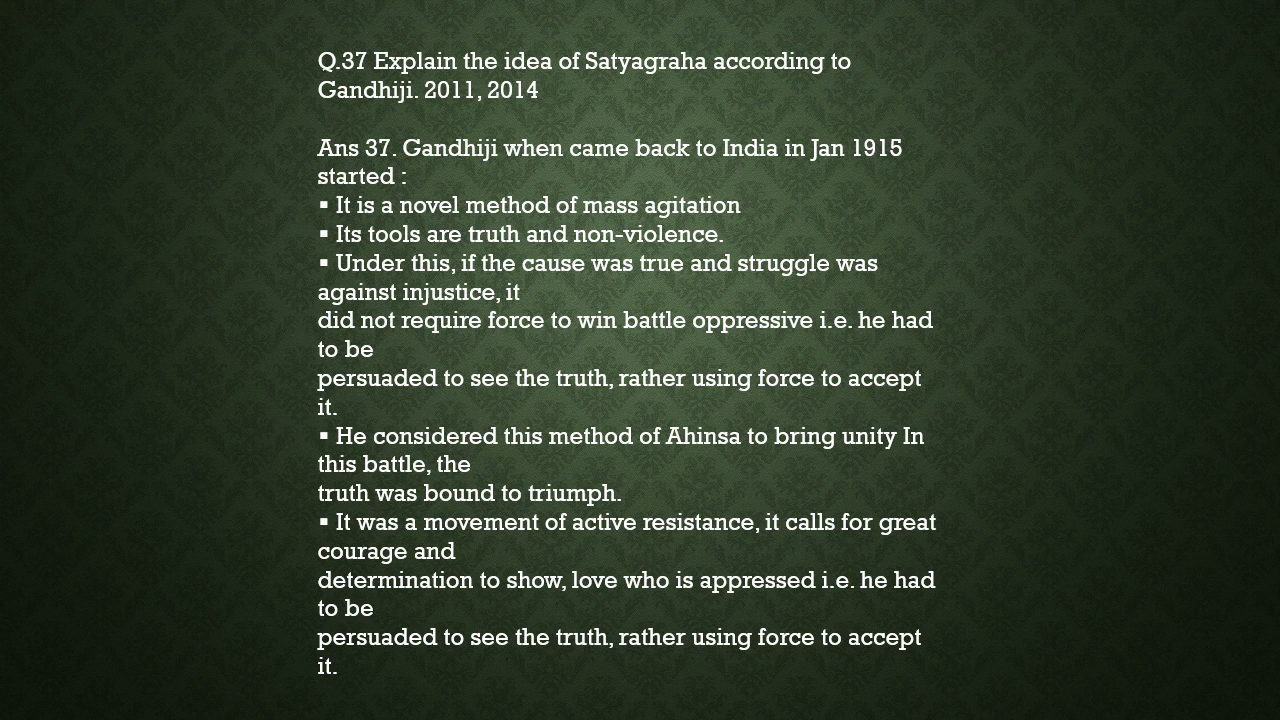 Q.37 Explain the idea of Satyagraha according to
Gandhiji. 2011, 2014
Ans 37. Gandhiji when came back to India in Jan 1915
started :
▪ It is a novel method of mass agitation
▪ Its tools are truth and non-violence.
▪ Under this, if the cause was true and struggle was
against injustice, it
did not require force to win battle oppressive i.e. he had
to be
persuaded to see the truth, rather using force to accept
it.
▪ He considered this method of Ahinsa to bring unity In
this battle, the
truth was bound to triumph.
▪ It was a movement of active resistance, it calls for great
courage and
determination to show, love who is appressed i.e. he had
to be
persuaded to see the truth, rather using force to accept
it.